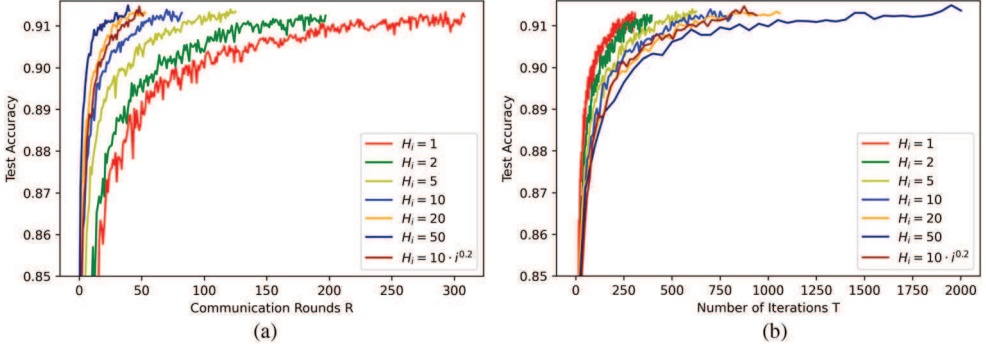 Test Accuracy
0.91
0.90
0.89
0.88
0.87
0.86
0.85
H_i = 1
H_i = 2
H_i = 5
H_i = 10
H_i = 20
H_i = 50
H_i = 10 · i^0.2
0 50 100 150 200 250 300
Communication Rounds R
(a)
Test Accuracy
0.91
0.90
0.89
0.88
0.87
0.86
0.85
H_i = 1
H_i = 2
H_i = 5
H_i = 10
H_i = 20
H_i = 50
H_i = 10 · i^0.2
0 250 500 750 1000 1250 1500 1750 2000
Number of Iterations T
(b)